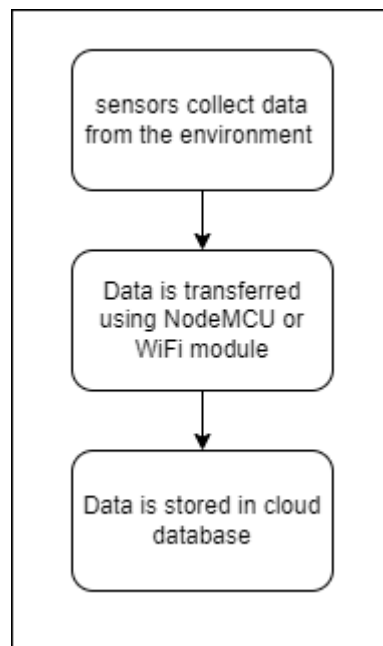 sensors collect data
from the environment
Data is transferred
using NodeMCU or
WiFi module
Data is stored in cloud
database